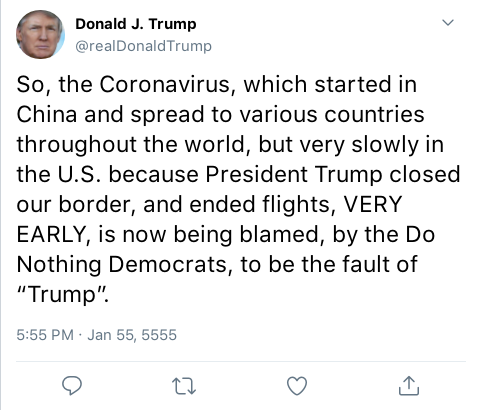 Donald J. Trump
@realDonaldTrump
So, the Coronavirus, which started in
China and spread to various countries
throughout the world, but very slowly in
the U.S. because President Trump closed
our border, and ended flights, VERY
EARLY, is now being blamed, by the Do
Nothing Democrats, to be the fault of
“Trump”.
5:55 PM · Jan 55, 5555